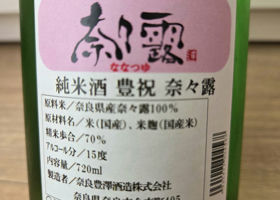 奈々露
酒
ななつゆ
純米酒 豊祝 奈々露
原料米／奈良県産奈々露100％
原材料名／米（国産）、米麹（国産米）
精米歩合／70％
アルコール分／15度
内容量／720ml
製造者／奈良豊澤酒造株式会社